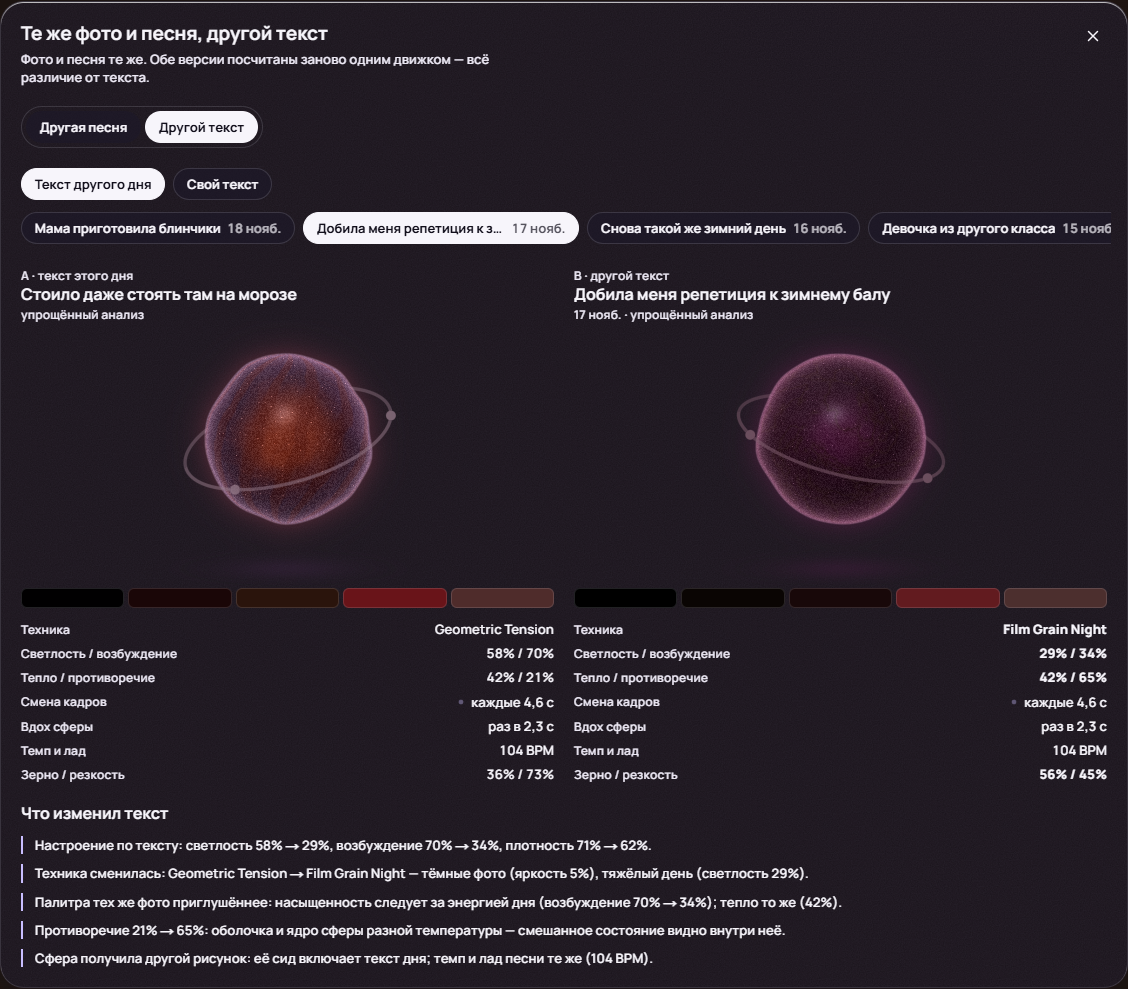 Те же фото и песня, другой текст
Фото и песня те же. Обе версии посчитаны заново одним движком — всё
различие от текста.
Другая песня Другой текст
Текст другого дня Свой текст
Мама приготовила блинчики 18 нояб. Добила меня репетиция к з... 17 нояб. Снова такой же зимний день 16 нояб. Девочка из другого класса 15 нояб
А · текст этого дня
Стоило даже стоять там на морозе
упрощённый анализ
В · другой текст
Добила меня репетиция к зимнему балу
17 нояб. · упрощённый анализ
Техника Geometric Tension
Светлость / возбуждение 58% / 70%
Тепло / противоречие 42% / 21%
Смена кадров каждые 4,6 с
Вдох сферы раз в 2,3 с
Темп и лад 104 BPM
Зерно / резкость 36% / 73%
Техника Film Grain Night
Светлость / возбуждение 29% / 34%
Тепло / противоречие 42% / 65%
Смена кадров каждые 4,6 с
Вдох сферы раз в 2,3 с
Темп и лад 104 BPM
Зерно / резкость 56% / 45%
Что изменил текст
Настроение по тексту: светлость 58% → 29%, возбуждение 70% → 34%, плотность 71% → 62%.
Техника сменилась: Geometric Tension → Film Grain Night — тёмные фото (яркость 5%), тяжёлый день (светлость 29%).
Палитра тех же фото приглушённее: насыщенность следует за энергией дня (возбуждение 70% → 34%); тепло то же (42%).
Противоречие 21% → 65%: оболочка и ядро сферы разной температуры — смешанное состояние видно внутри неё.
Сфера получила другой рисунок: её сид включает текст дня; темп и лад песни те же (104 BPM).